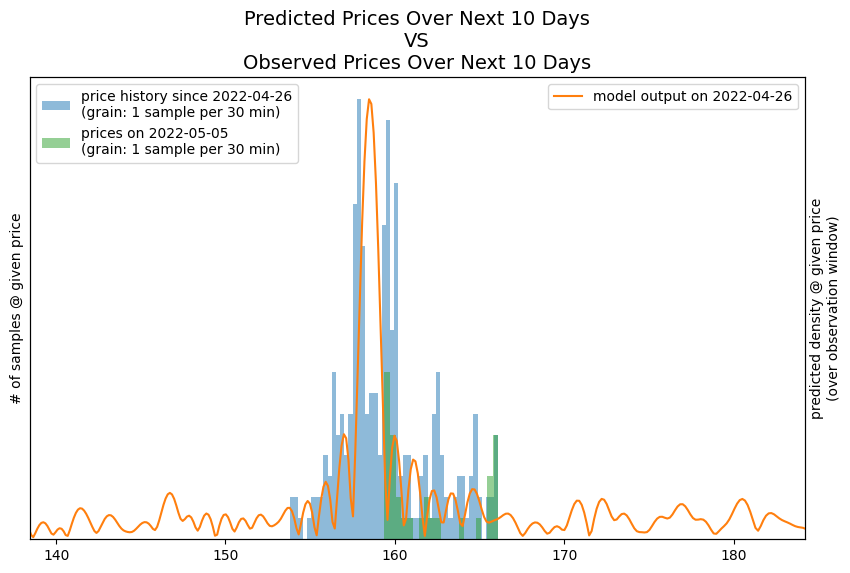 Predicted Prices Over Next 10 Days
VS
Observed Prices Over Next 10 Days
price history since 2022-04-26
(grain: 1 sample per 30 min)
prices on 2022-05-05
(grain: 1 sample per 30 min)
model output on 2022-04-26
# of samples @ given price
predicted density @ given price
(over observation window)
140
150
160
170
180